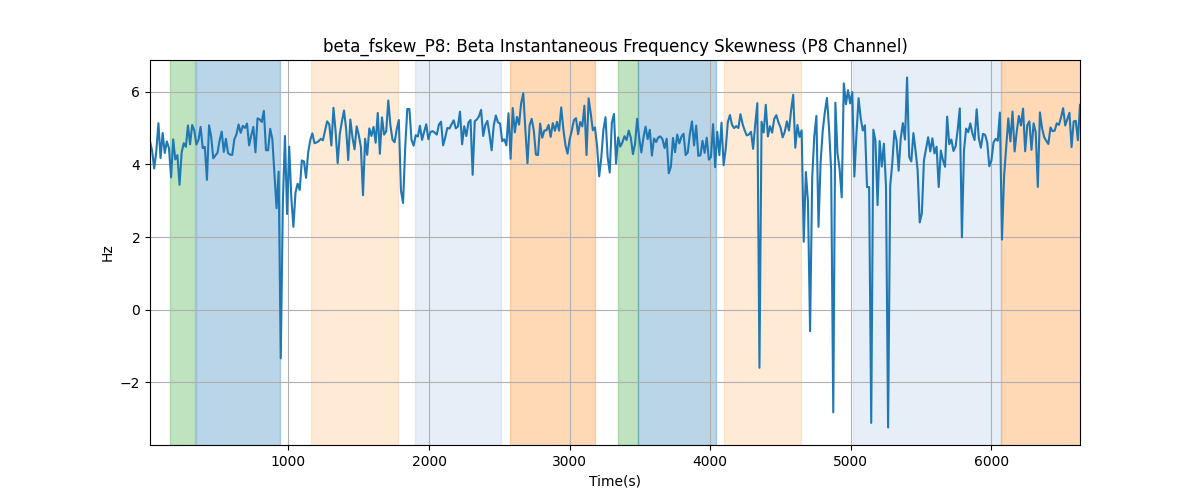 beta_fskew_P8: Beta Instantaneous Frequency Skewness (P8 Channel)
6
4
2
0
−2
Hz
1000 2000 3000 4000 5000 6000
Time(s)